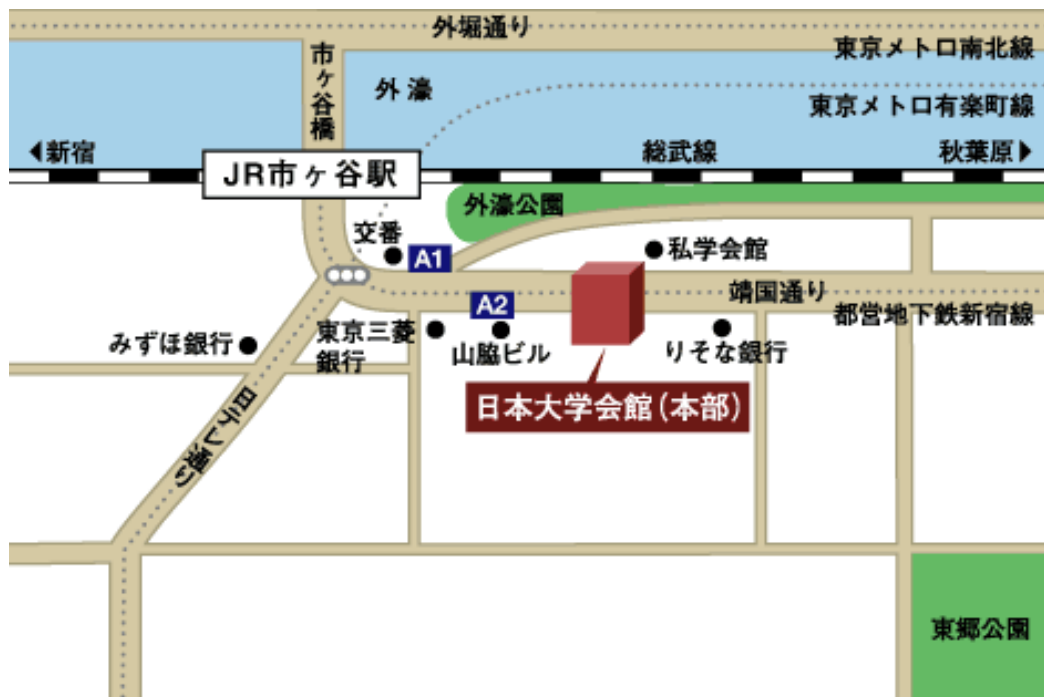 外堀通り
東京メトロ南北線
市ヶ谷橋
外濠
東京メトロ有楽町線
◀新宿
総武線
秋葉原▶
JR市ヶ谷駅
外濠公園
交番
A1
私学会館
靖国通り
A2
都営地下鉄新宿線
みずほ銀行
東京三菱
銀行
山脇ビル
りそな銀行
日本大学会館(本部)
日テレ通り
東郷公園